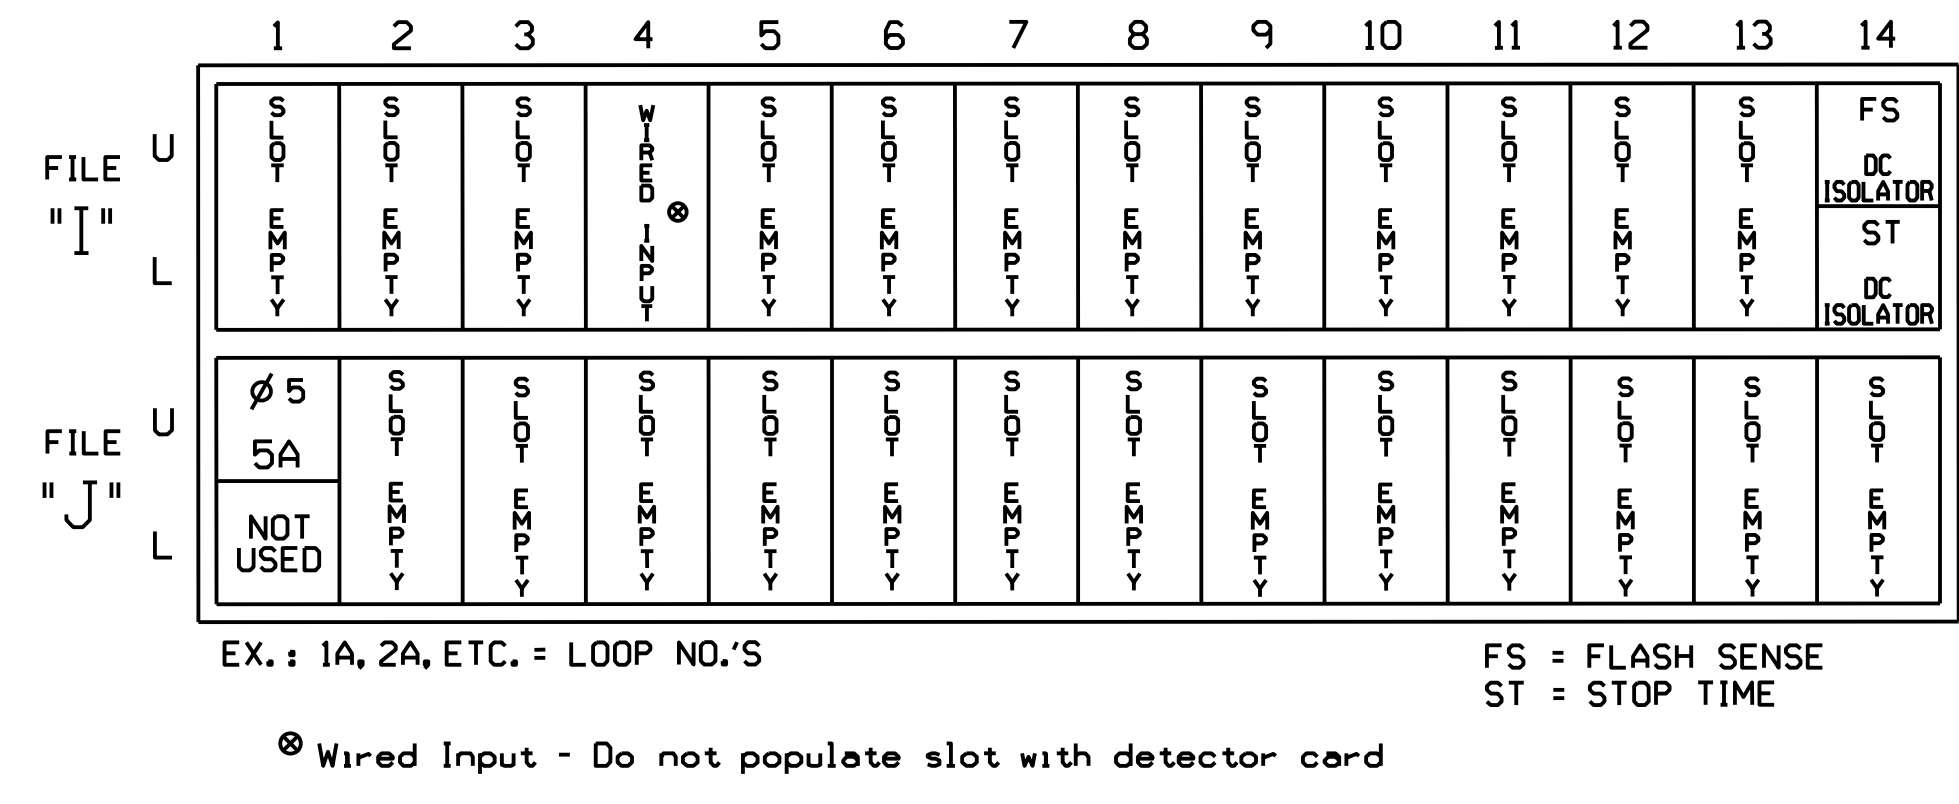 1 2 3 4 5 6 7 8 9 10 11 12 13 14
FILE "I"
U
L
SLOT EMPTY
SLOT EMPTY
SLOT EMPTY
WIRED INPUT ⊗
SLOT EMPTY
SLOT EMPTY
SLOT EMPTY
SLOT EMPTY
SLOT EMPTY
SLOT EMPTY
SLOT EMPTY
SLOT EMPTY
SLOT EMPTY
FS
DC
ISOLATOR
ST
DC
ISOLATOR
FILE "J"
U
L
ø 5
5A
NOT
USED
SLOT EMPTY
SLOT EMPTY
SLOT EMPTY
SLOT EMPTY
SLOT EMPTY
SLOT EMPTY
SLOT EMPTY
SLOT EMPTY
SLOT EMPTY
SLOT EMPTY
SLOT EMPTY
SLOT EMPTY
SLOT EMPTY
EX.: 1A, 2A, ETC. = LOOP NO.'S
FS = FLASH SENSE
ST = STOP TIME
⊗ Wired Input - Do not populate slot with detector card